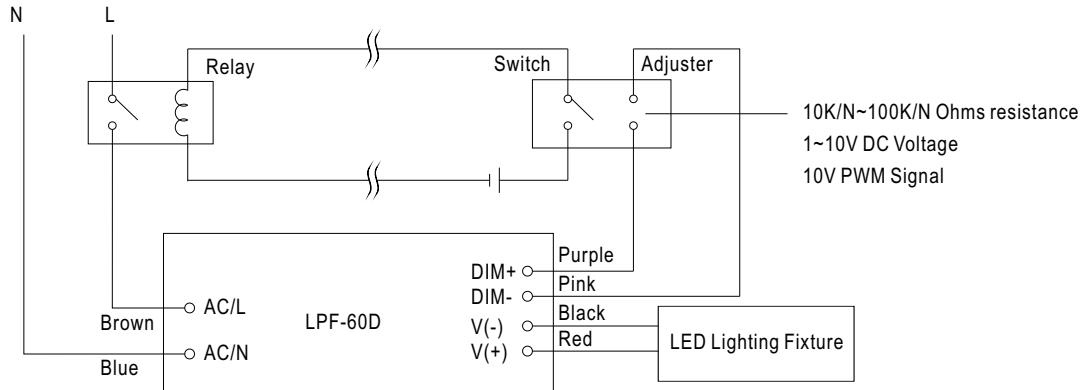 N
L
Relay
Switch
Adjuster
10K/N~100K/N Ohms resistance
1~10V DC Voltage
10V PWM Signal
Purple
DIM+
Pink
DIM-
Black
V(-)
Red
V(+)
LED Lighting Fixture
AC/L
LPF-60D
Brown
AC/N
Blue